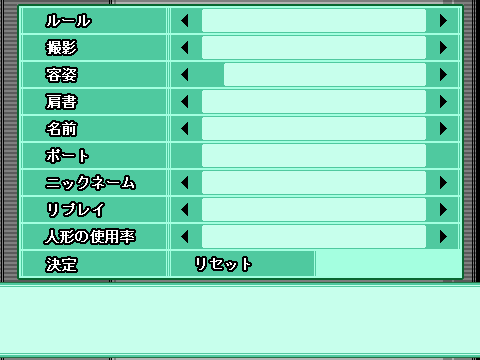 ルール
撮影
容姿
肩書
名前
ポート
ニックネーム
リプレイ
人形の使用率
決定 リセット